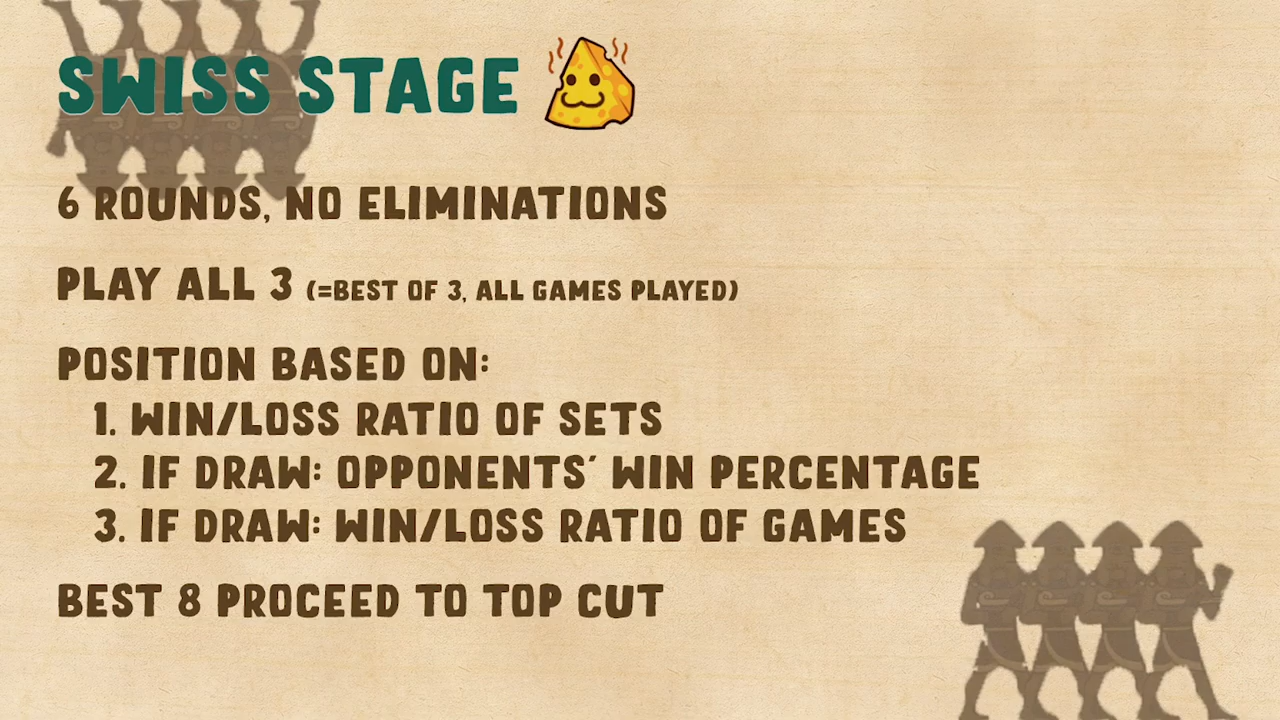 SWISS STAGE
6 ROUNDS, NO ELIMINATIONS
PLAY ALL 3 (=BEST OF 3, ALL GAMES PLAYED)
POSITION BASED ON:
1. WIN/LOSS RATIO OF SETS
2. IF DRAW: OPPONENTS' WIN PERCENTAGE
3. IF DRAW: WIN/LOSS RATIO OF GAMES
BEST 8 PROCEED TO TOP CUT